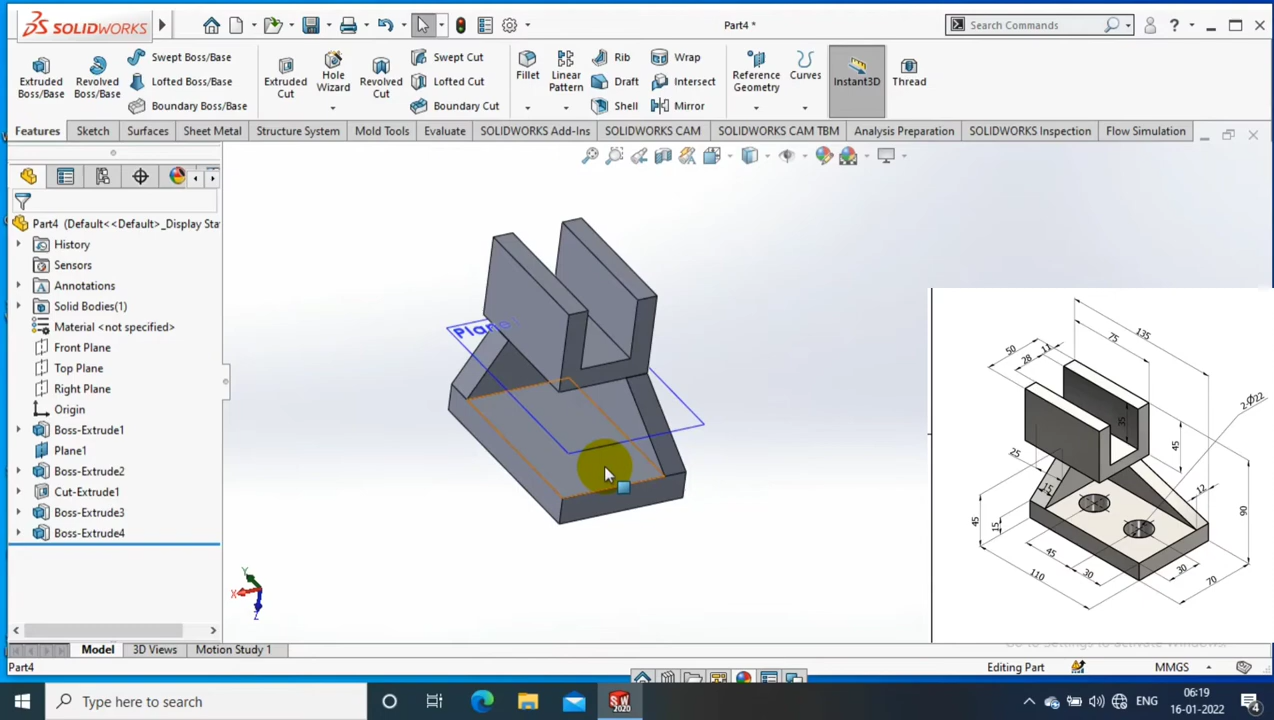 SOLIDWORKS
Part4 *
Search Commands
Extruded Boss/Base
Revolved Boss/Base
Swept Boss/Base
Lofted Boss/Base
Boundary Boss/Base
Extruded Cut
Hole Wizard
Revolved Cut
Swept Cut
Lofted Cut
Boundary Cut
Fillet
Linear Pattern
Rib
Draft
Shell
Wrap
Intersect
Mirror
Reference Geometry
Curves
Instant3D
Thread
Features
Sketch
Surfaces
Sheet Metal
Structure System
Mold Tools
Evaluate
SOLIDWORKS Add-Ins
SOLIDWORKS CAM
SOLIDWORKS CAM TBM
Analysis Preparation
SOLIDWORKS Inspection
Flow Simulation
Part4 (Default<<Default>_Display Sta
History
Sensors
Annotations
Solid Bodies(1)
Material <not specified>
Front Plane
Top Plane
Right Plane
Origin
Boss-Extrude1
Plane1
Boss-Extrude2
Cut-Extrude1
Boss-Extrude3
Boss-Extrude4
135
75
50
11
28
2-Ø22
35
45
25
15
12
45
15
90
45
30
30
110
70
Y
X
Z
Model
3D Views
Motion Study 1
Part4
Editing Part
MMGS
Type here to search
SW
2020
ENG
06:19
16-01-2022
4